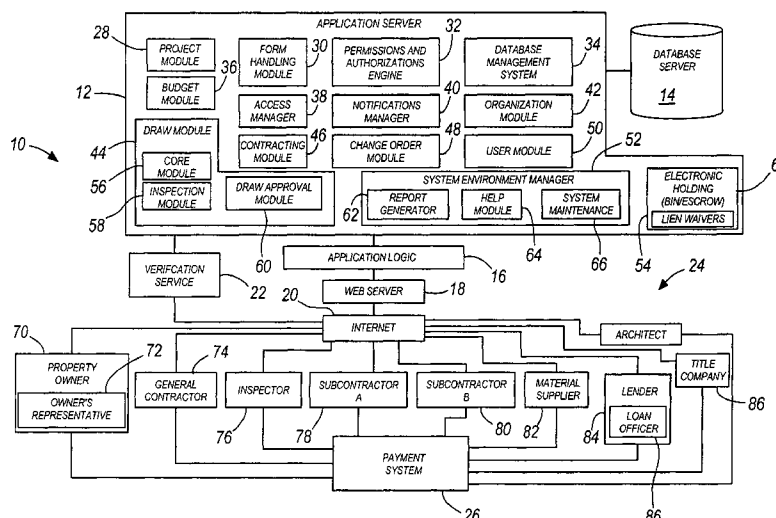 APPLICATION SERVER
28
PROJECT
MODULE
FORM
HANDLING
MODULE
30
PERMISSIONS AND
AUTHORIZATIONS
ENGINE
32
DATABASE
MANAGEMENT
SYSTEM
34
DATABASE
SERVER
14
BUDGET
MODULE
36
12
ACCESS
MANAGER
38
NOTIFICATIONS
MANAGER
40
ORGANIZATION
MODULE
42
DRAW MODULE
44
CONTRACTING
MODULE
46
CHANGE ORDER
MODULE
48
USER MODULE
50
52
10
CORE
MODULE
56
INSPECTION
MODULE
58
DRAW APPROVAL
MODULE
60
SYSTEM ENVIRONMENT
MANAGER
62
REPORT
GENERATOR
HELP
MODULE
64
SYSTEM
MAINTENANCE
66
ELECTRONIC
HOLDING
(BIN/ESCROW)
6
LIEN WAIVERS
54
VERIFCATION
SERVICE
22
APPLICATION LOGIC
16
24
WEB SERVER
18
20
INTERNET
ARCHITECT
70
72
PROPERTY
OWNER
OWNER'S
REPRESENTATIVE
74
GENERAL
CONTRACTOR
INSPECTOR
76
SUBCONTRACTOR
A
78
SUBCONTRACTOR
B
80
MATERIAL
SUPPLIER
82
LENDER
84
LOAN
OFFICER
86
TITLE
COMPANY
86
PAYMENT
SYSTEM
26